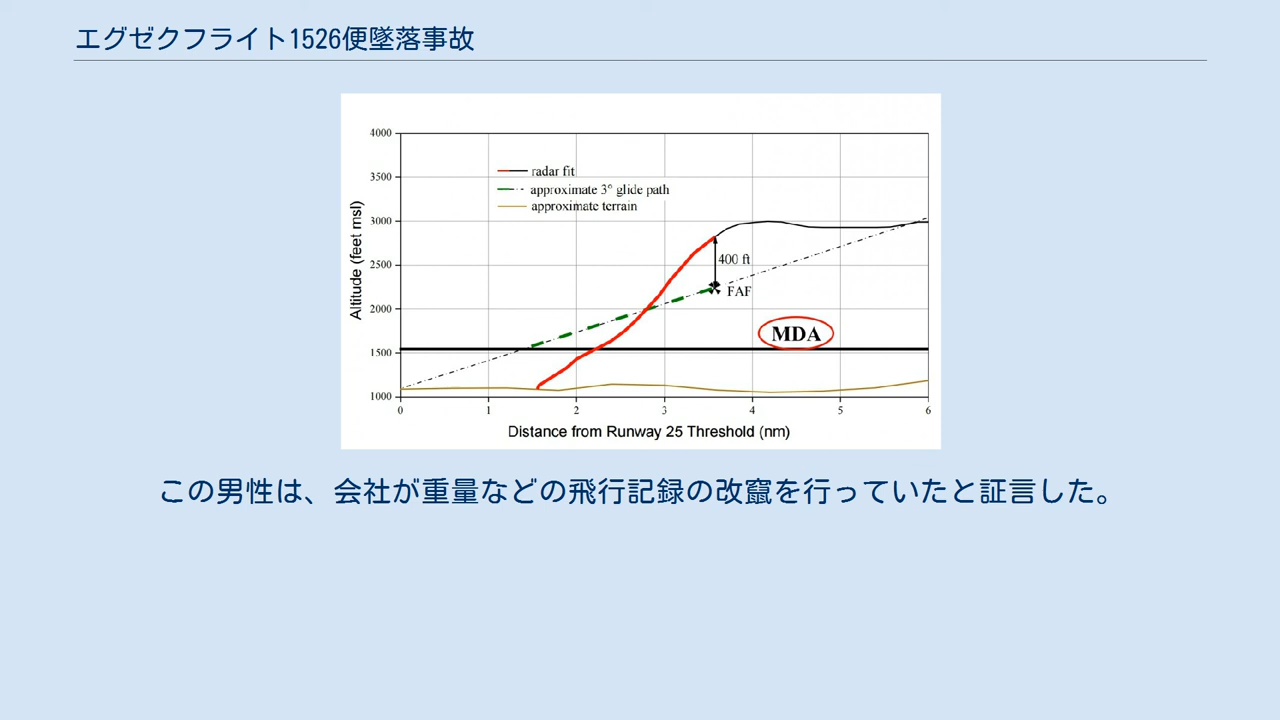 エグゼクフライト1526便墜落事故
4000
3500
3000
2500
2000
1500
1000
Altitude (feet msl)
radar fit
approximate 3° glide path
approximate terrain
400 ft
FAF
MDA
0 1 2 3 4 5 6
Distance from Runway 25 Threshold (nm)
この男性は、会社が重量などの飛行記録の改竄を行っていたと証言した。